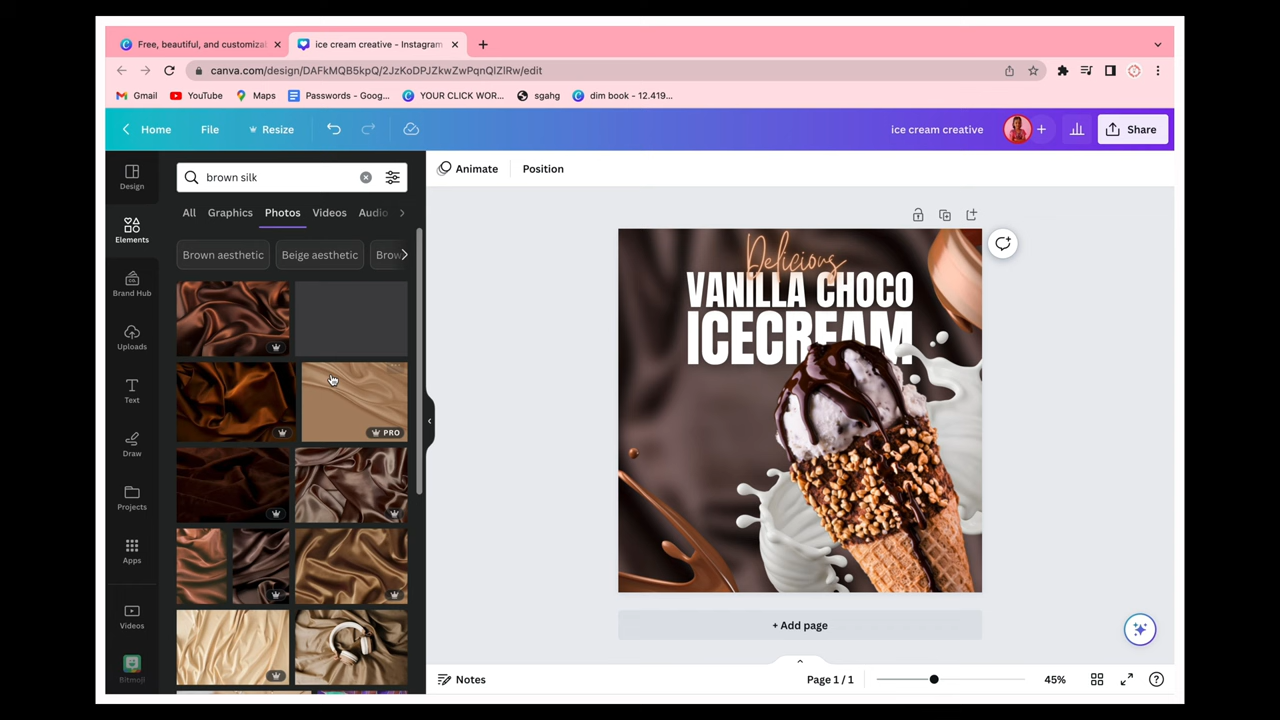 Free, beautiful, and customiza
ice cream creative - Instagram
canva.com/design/DAFkMQB5kpQ/2JzKoDPJZkwZwPqnQlZlRw/edit
Gmail
YouTube
Maps
Passwords - Goog...
YOUR CLICK WOR...
sgahg
dim book - 12.419...
Home
File
Resize
ice cream creative
Share
Design
Elements
Brand Hub
Uploads
Text
Draw
Projects
Apps
Videos
Bitmoji
brown silk
All
Graphics
Photos
Videos
Audio
Brown aesthetic
Beige aesthetic
Brow
PRO
Animate
Position
Delicious
VANILLA CHOCO
ICECREAM
+ Add page
Notes
Page 1 / 1
45%